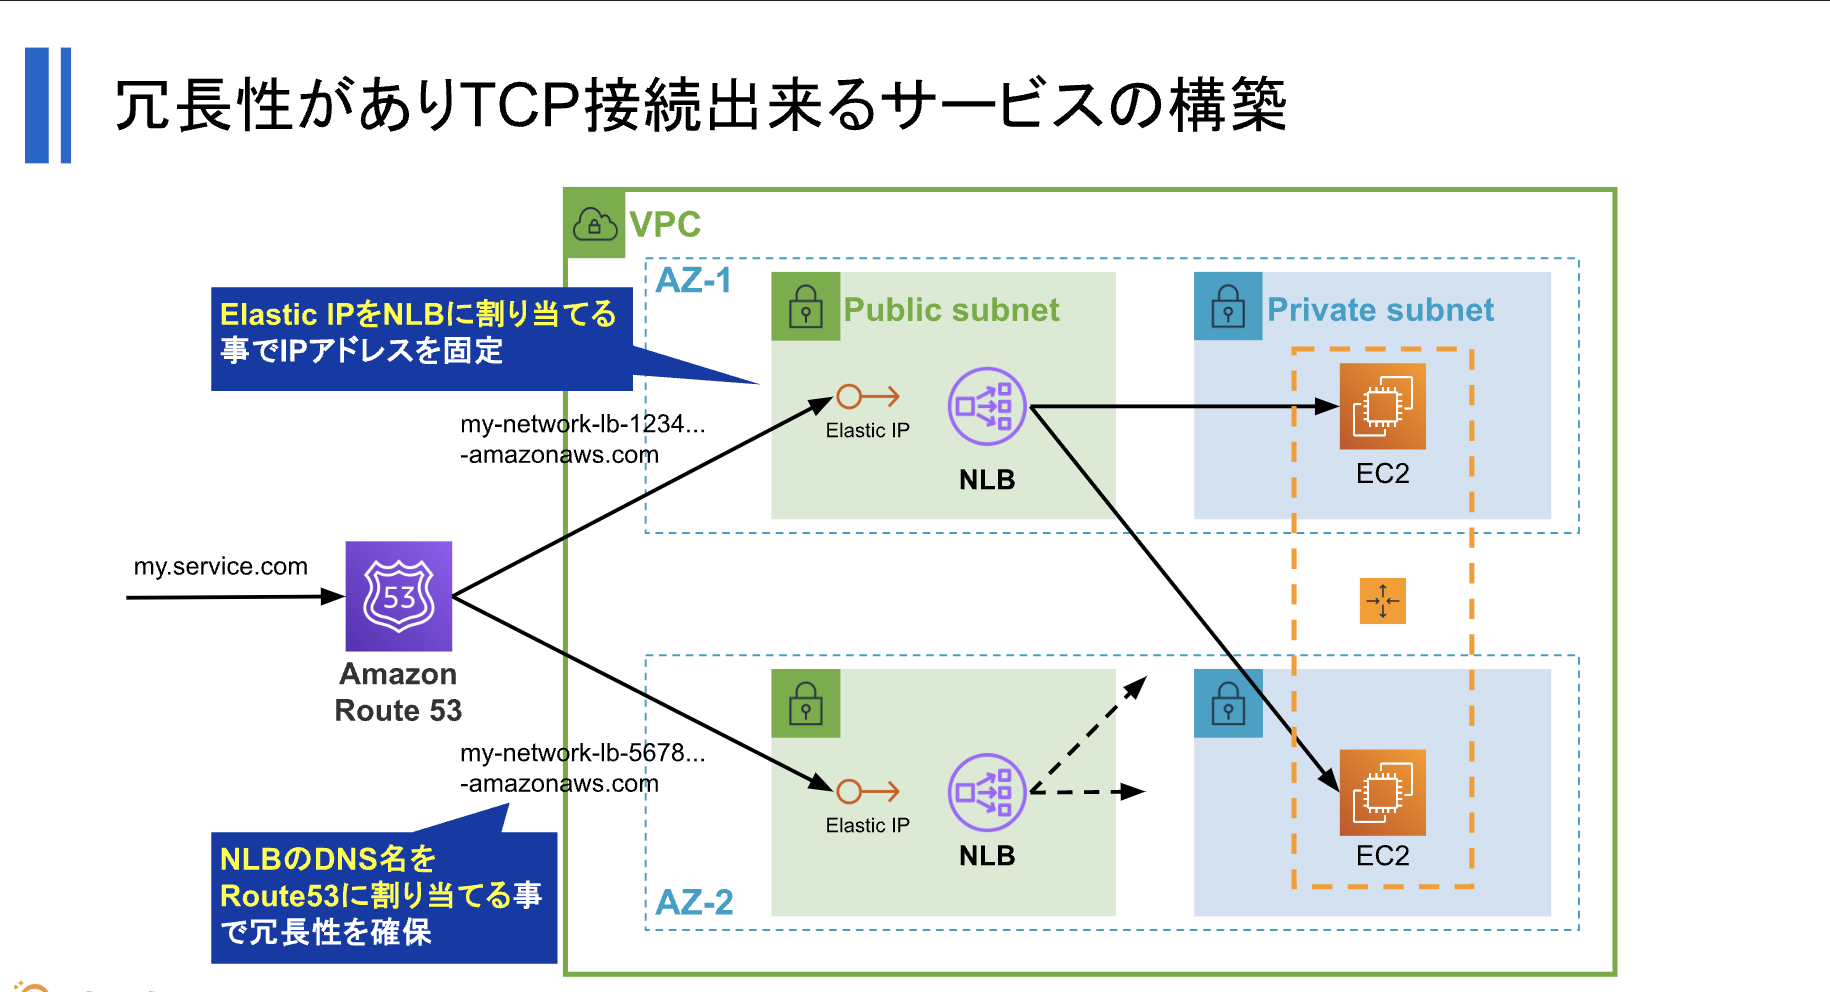 冗長性がありTCP接続出来るサービスの構築
VPC
AZ-1
Public subnet
Private subnet
Elastic IPをNLBに割り当てる
事でIPアドレスを固定
my-network-lb-1234...
-amazonaws.com
Elastic IP
NLB
EC2
my.service.com
53
Amazon
Route 53
my-network-lb-5678...
-amazonaws.com
Elastic IP
NLB
EC2
NLBのDNS名を
Route53に割り当てる事
で冗長性を確保
AZ-2